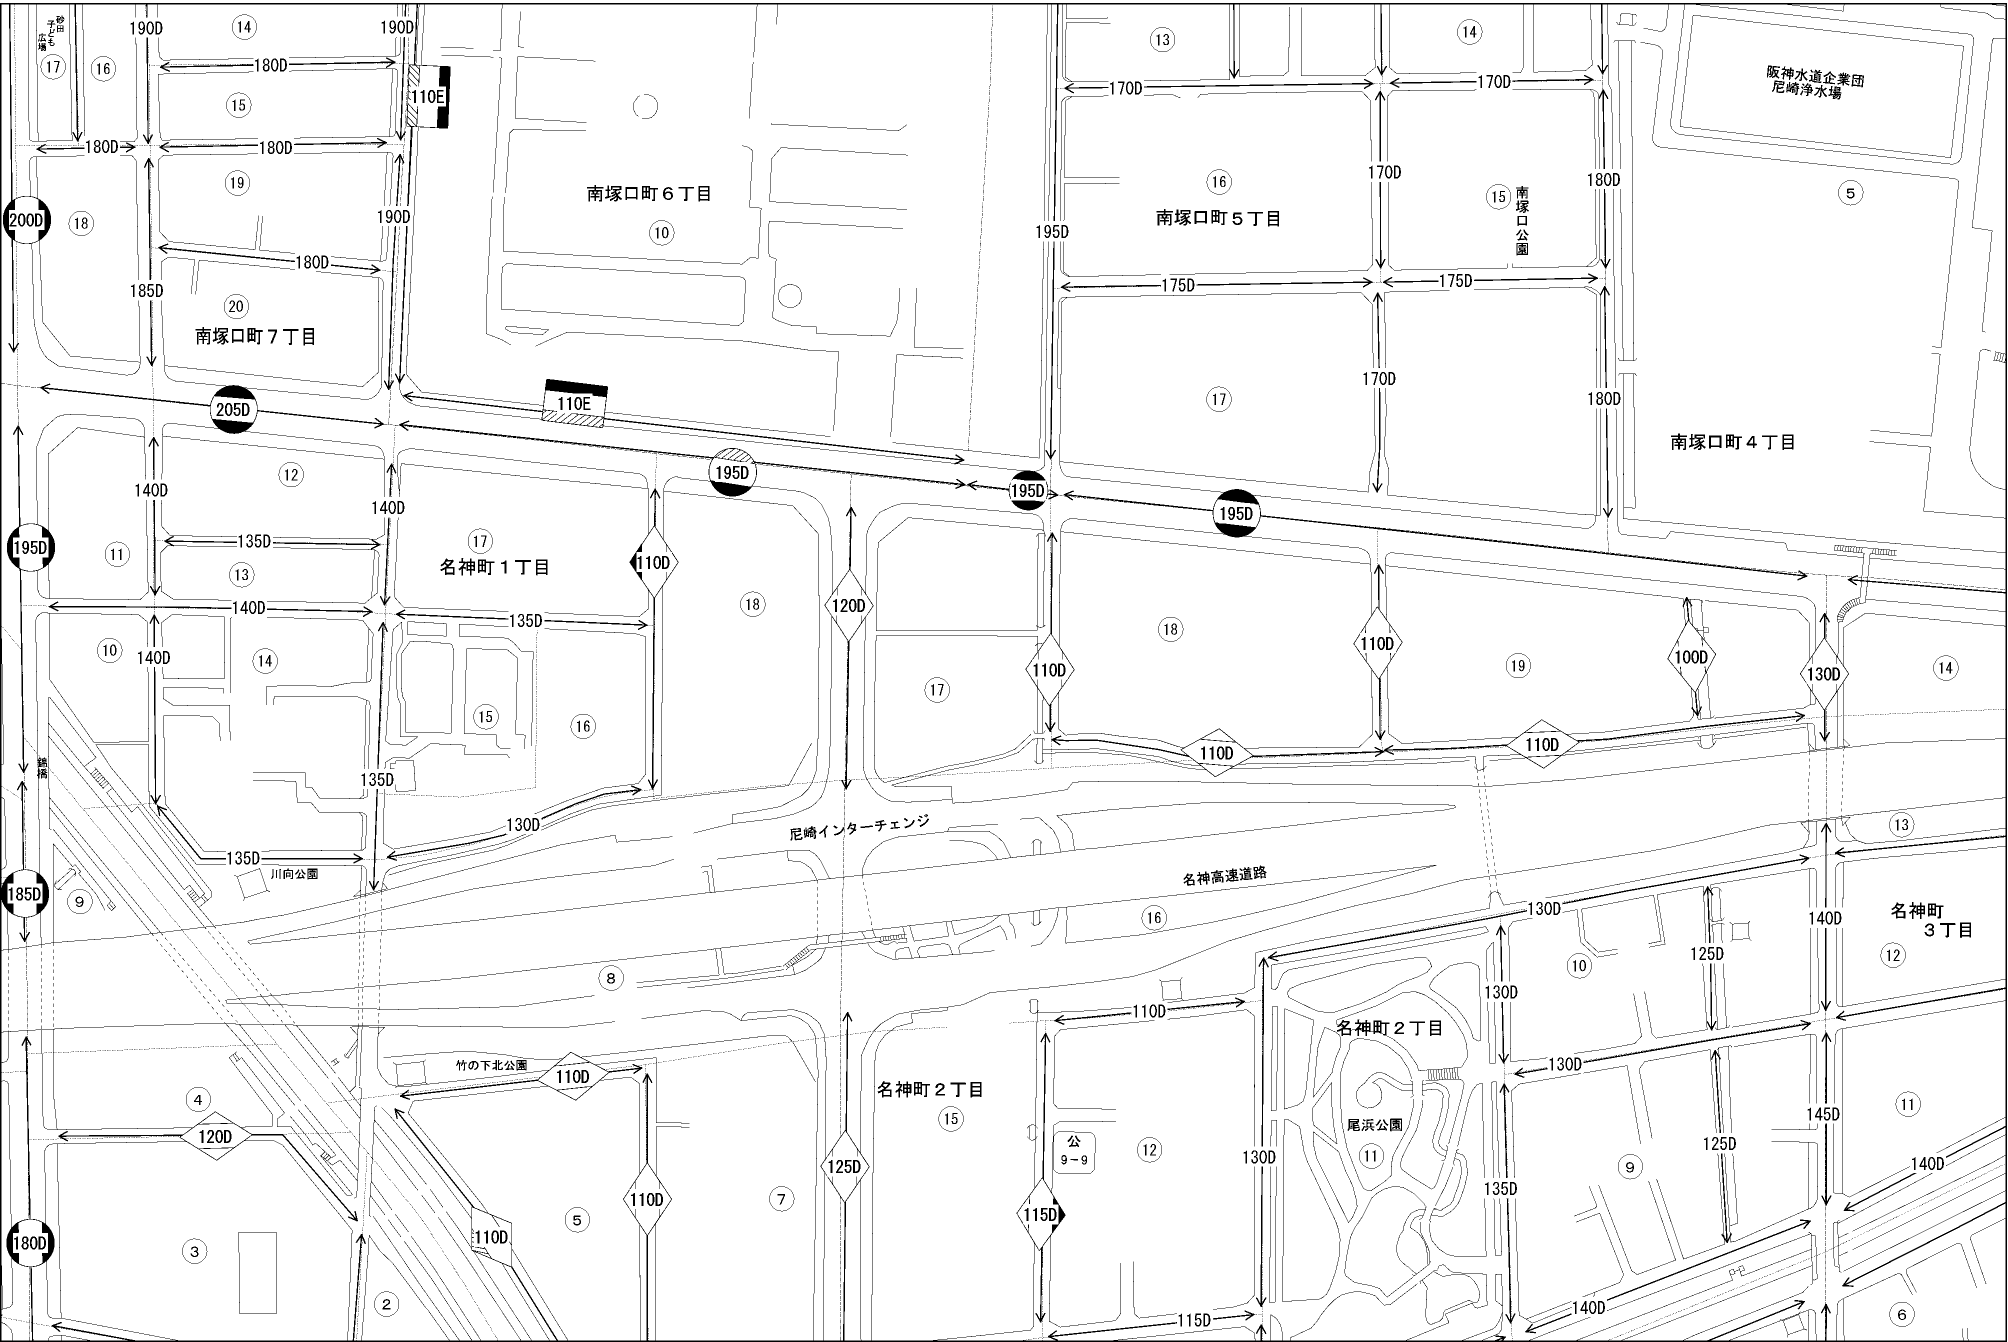 砂田
子ども
広場
190D
14
190D
13
14
阪神水道企業団
尼崎浄水場
17
16
180D
15
110E
170D
170D
180D
180D
19
南塚口町6丁目
16
170D
15
南塚口公園
180D
5
200D
18
190D
10
195D
南塚口町5丁目
180D
185D
20
175D
175D
南塚口町7丁目
205D
110E
17
170D
180D
南塚口町4丁目
12
195D
195D
195D
140D
140D
195D
11
135D
17
名神町1丁目
110D
13
140D
135D
18
120D
18
10
140D
14
110D
110D
19
100D
130D
14
15
16
17
錦橋
135D
110D
110D
130D
尼崎インターチェンジ
13
135D
川向公園
名神高速道路
185D
9
16
130D
140D
名神町
3丁目
8
10
125D
12
130D
110D
名神町2丁目
竹の下北公園
110D
130D
名神町2丁目
15
4
120D
尾浜公園
145D
11
公
9-9
12
130D
11
125D
9
140D
125D
110D
7
135D
5
115D
110D
180D
3
2
115D
140D
6